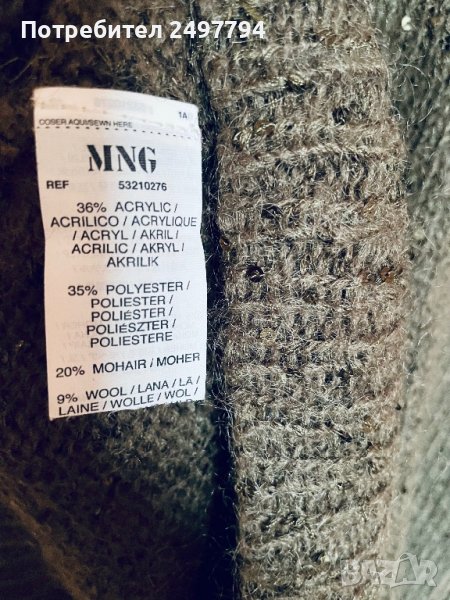 Потребител 2497794
1A
COSER AQUI/SEWN HERE
MNG
REF 53210276
36% ACRYLIC /
ACRILICO / ACRYLIQUE
/ ACRYL / AKRIL /
ACRILIC / AKRYL /
AKRILIK
35% POLYESTER /
POLIESTER /
POLIÉSTER /
POLIÉSZTER /
POLIESTERE
20% MOHAIR / MOHER
9% WOOL / LANA / LÃ /
LAINE / WOLLE / WOL /
BAZAR